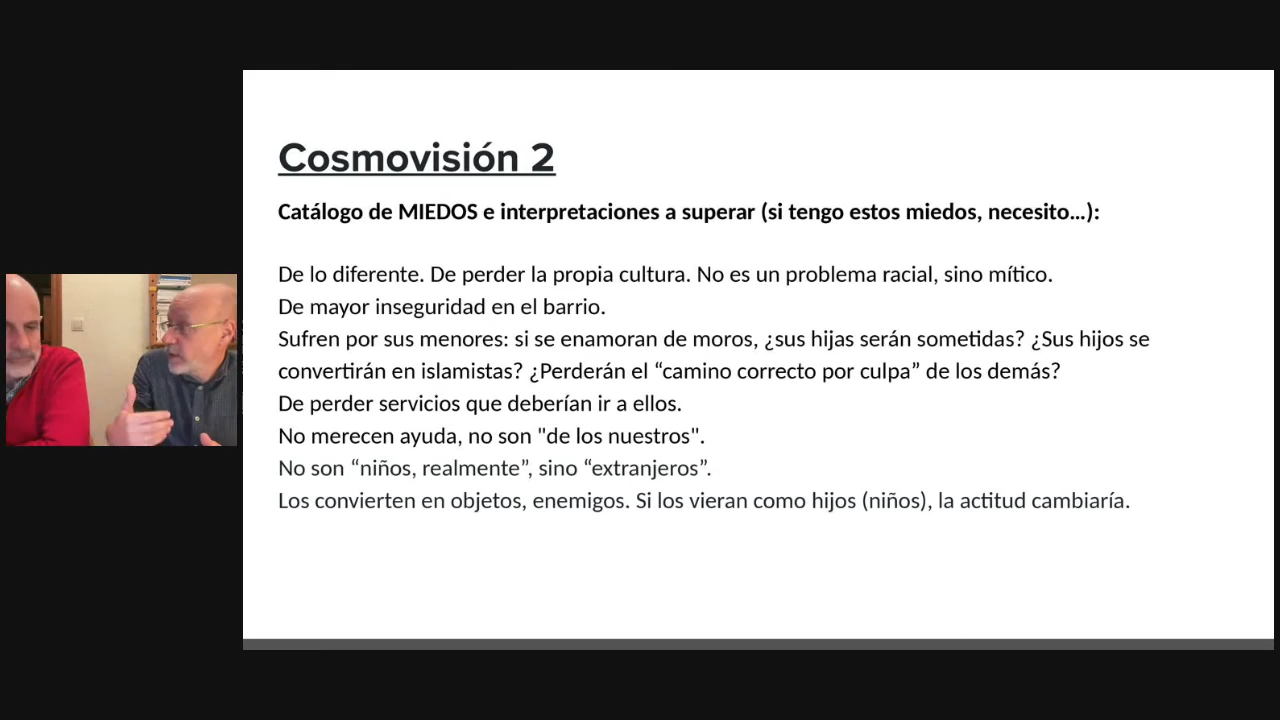 Cosmovisión 2
Catálogo de MIEDOS e interpretaciones a superar (si tengo estos miedos, necesito...):
De lo diferente. De perder la propia cultura. No es un problema racial, sino mítico.
De mayor inseguridad en el barrio.
Sufren por sus menores: si se enamoran de moros, ¿sus hijas serán sometidas? ¿Sus hijos se
convertirán en islamistas? ¿Perderán el “camino correcto por culpa” de los demás?
De perder servicios que deberían ir a ellos.
No merecen ayuda, no son "de los nuestros".
No son “niños, realmente”, sino “extranjeros”.
Los convierten en objetos, enemigos. Si los vieran como hijos (niños), la actitud cambiaría.